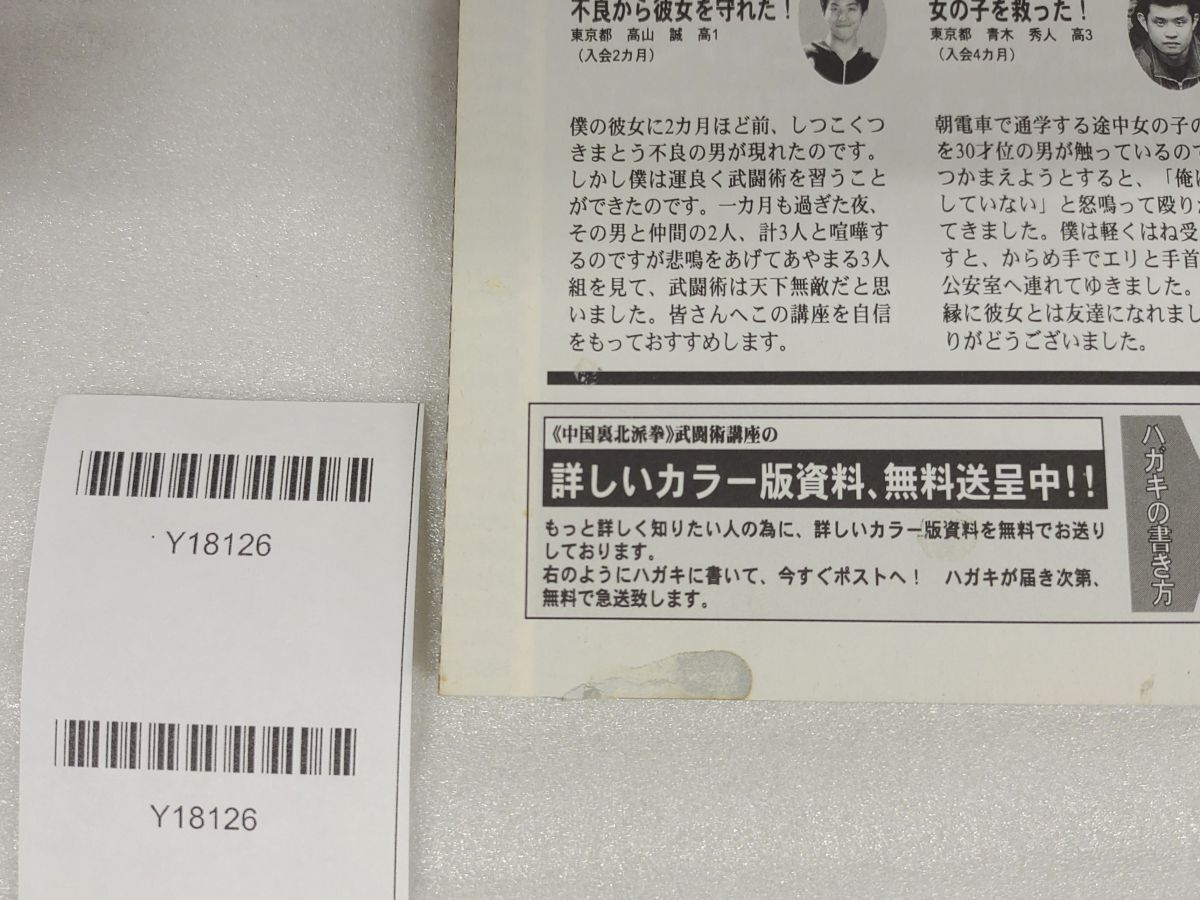 不良から彼女を守れた！
東京都 高山 誠 高1
（入会2カ月）
僕の彼女に2カ月ほど前、しつこくつ
きまとう不良の男が現れたのです。
しかし僕は運良く武闘術を習うこと
ができたのです。一カ月も過ぎた夜、
その男と仲間の2人、計3人と喧嘩す
るのですが悲鳴をあげてあやまる3人
組を見て、武闘術は天下無敵だと思
いました。皆さんへこの講座を自信
をもっておすすめします。
女の子を救った！
東京都 青木 秀人 高3
（入会4カ月）
朝電車で通学する途中女の子の
を30才位の男が触っているので
つかまえようとすると、「俺は
していない」と怒鳴って殴りか
てきました。僕は軽くはね受
すと、からめ手でエリと手首
公安室へ連れてゆきました。
縁に彼女とは友達になれまし
りがどうございました。
《中国裏北派拳》武闘術講座の
詳しいカラー版資料、無料送呈中!!
もっと詳しく知りたい人の為に、詳しいカラー版資料を無料でお送り
しております。
右のようにハガキに書いて、今すぐポストへ！ ハガキが届き次第、
無料で急送致します。
ハガキの書き方
Y18126
Y18126